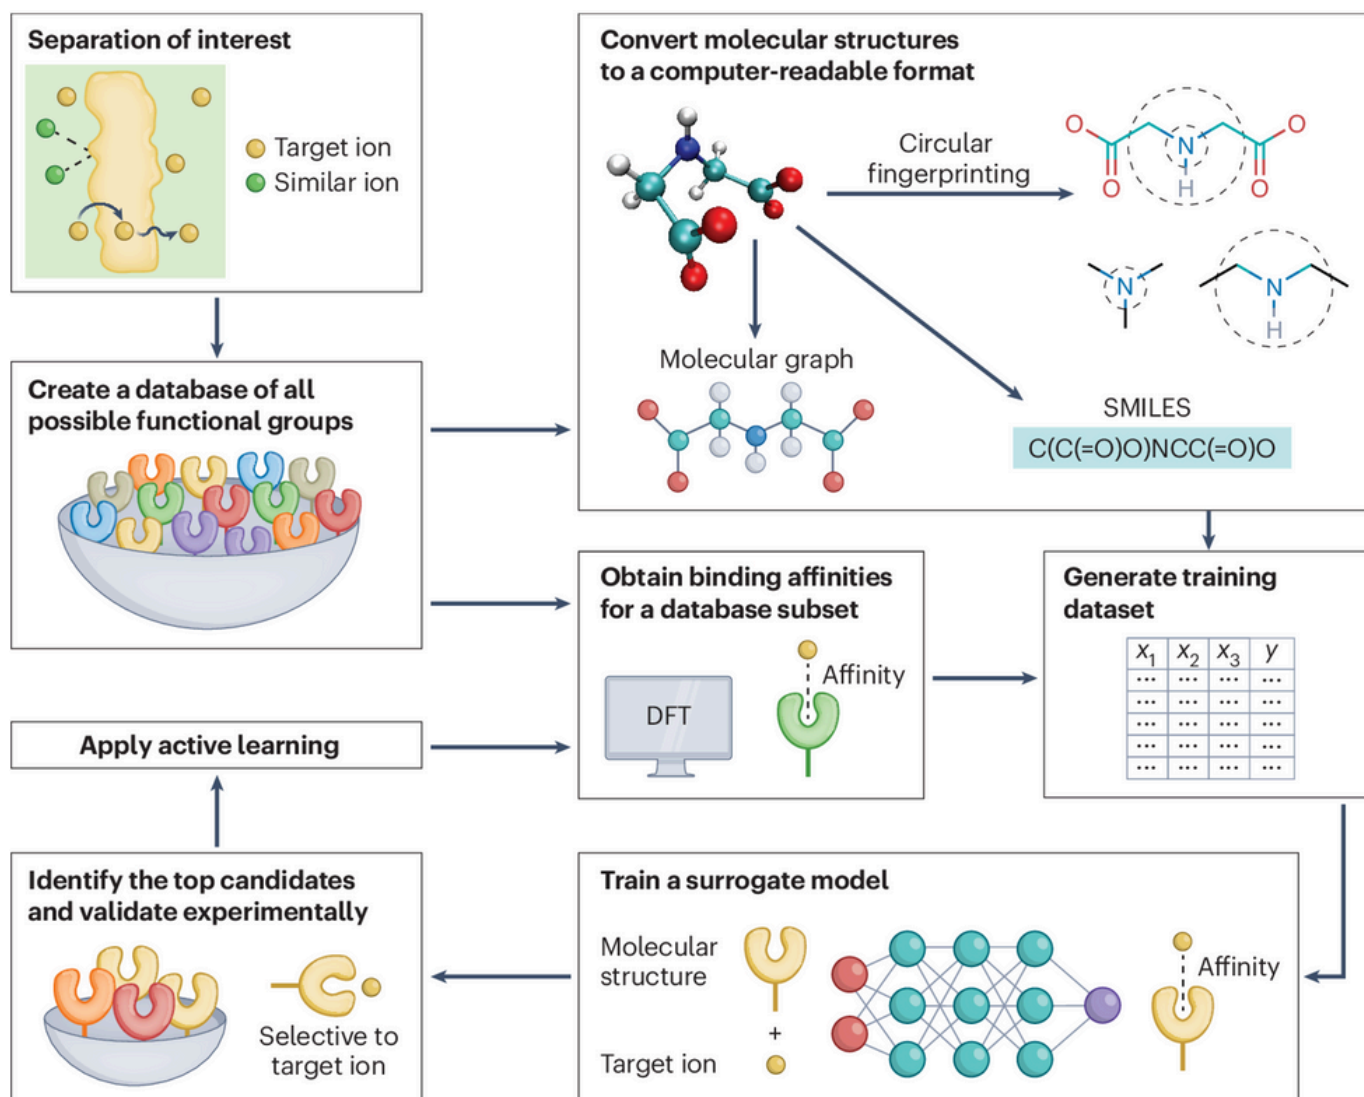 Separation of interest
Target ion
Similar ion
Create a database of all
possible functional groups
Convert molecular structures
to a computer-readable format
Circular
fingerprinting
O
O
N
O
H
O
N
N
H
Molecular graph
SMILES
C(C(=O)O)NCC(=O)O
Obtain binding affinities
for a database subset
DFT
Affinity
Generate training
dataset
x1 x2 x3 y
... ... ... ...
... ... ... ...
... ... ... ...
... ... ... ...
... ... ... ...
Apply active learning
Identify the top candidates
and validate experimentally
Selective to
target ion
Train a surrogate model
Molecular
structure
+
Target ion
Affinity